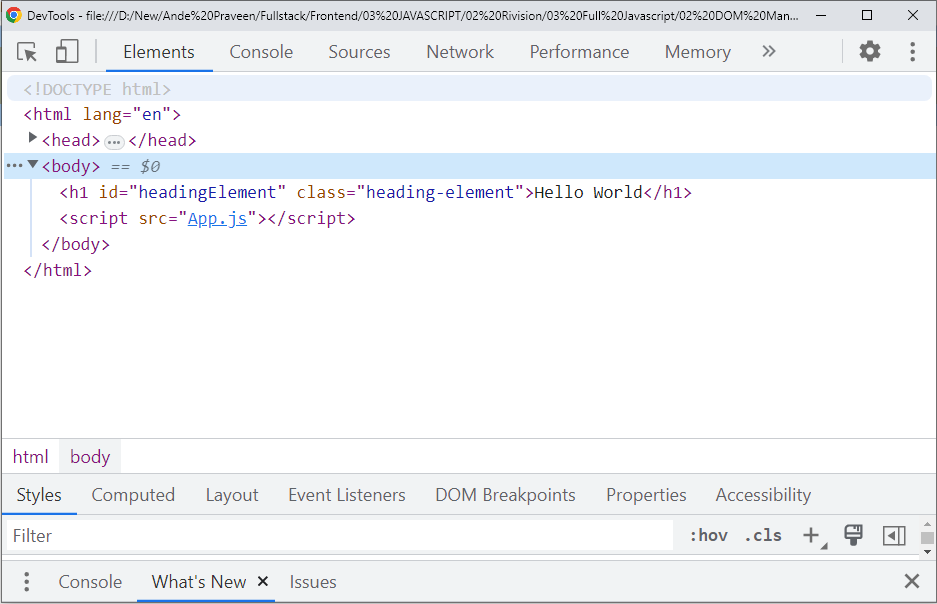 DevTools - file:///D:/New/Ande%20Praveen/Fullstack/Frontend/03%20JAVASCRIPT/02%20Rivision/03%20Full%20Javascript/02%20DOM%20Man...
Elements Console Sources Network Performance Memory »
<!DOCTYPE html>
<html lang="en">
<head> ... </head>
... <body> == $0
<h1 id="headingElement" class="heading-element">Hello World</h1>
<script src="App.js"></script>
</body>
</html>
html body
Styles Computed Layout Event Listeners DOM Breakpoints Properties Accessibility
Filter :hov .cls +
Console What's New × Issues ×